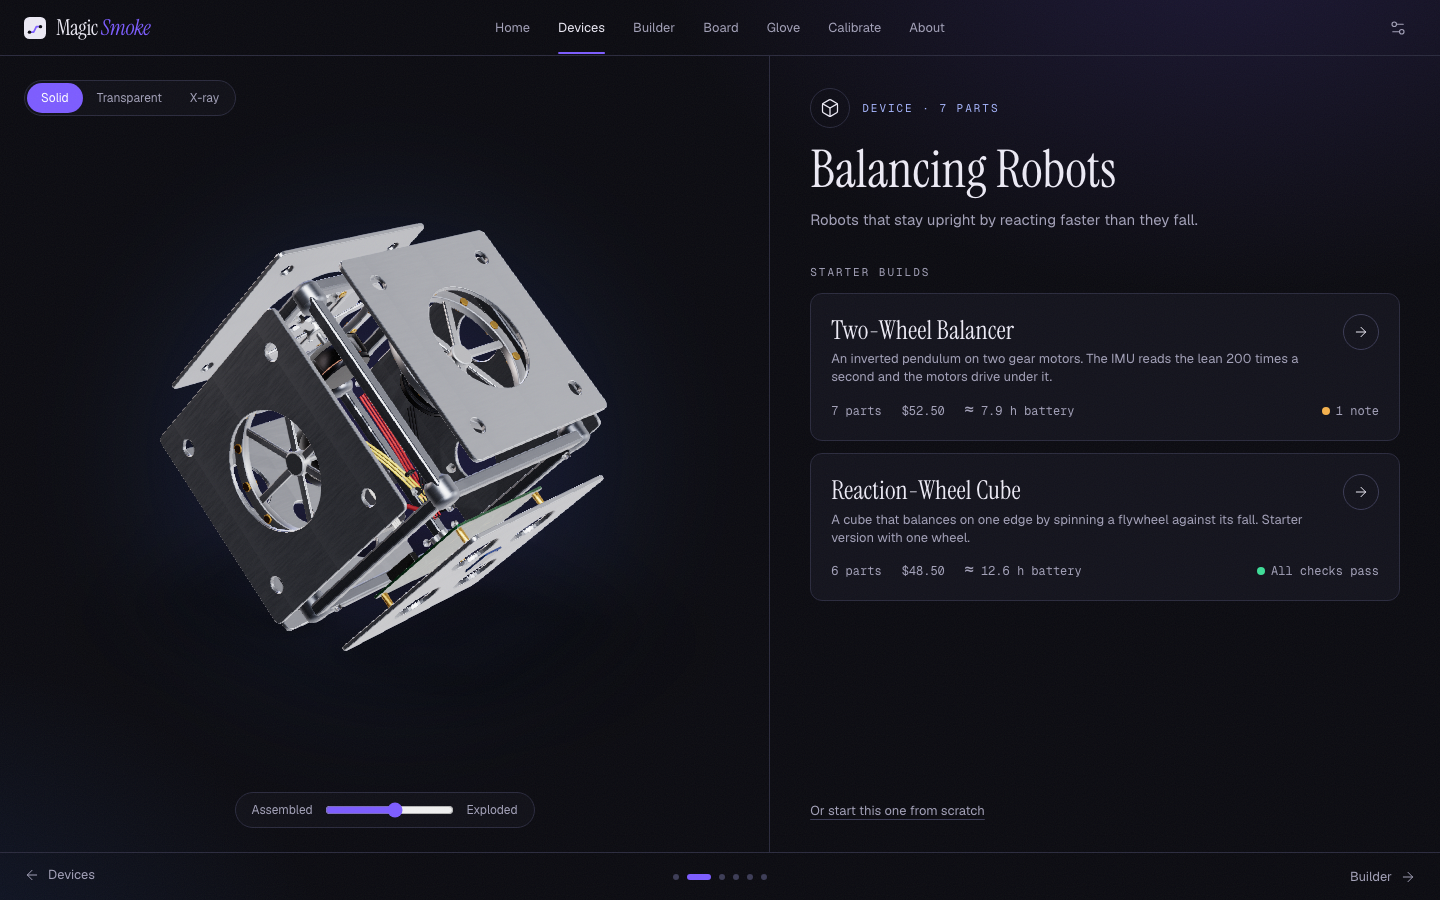 Magic Smoke
Home
Devices
Builder
Board
Glove
Calibrate
About
Solid
Transparent
X-ray
DEVICE · 7 PARTS
Balancing Robots
Robots that stay upright by reacting faster than they fall.
STARTER BUILDS
Two-Wheel Balancer
An inverted pendulum on two gear motors. The IMU reads the lean 200 times a
second and the motors drive under it.
7 parts $52.50 ≈ 7.9 h battery
1 note
Reaction-Wheel Cube
A cube that balances on one edge by spinning a flywheel against its fall. Starter
version with one wheel.
6 parts $48.50 ≈ 12.6 h battery
All checks pass
Assembled
Exploded
Or start this one from scratch
Devices
Builder